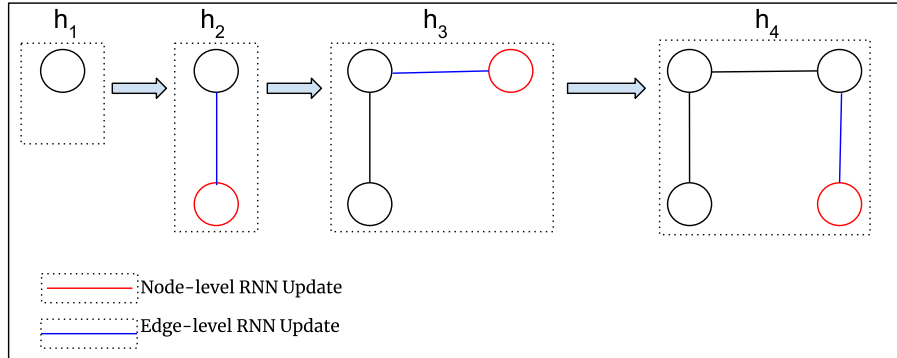 h₁
h₂
h₃
h₄
Node-level RNN Update
Edge-level RNN Update